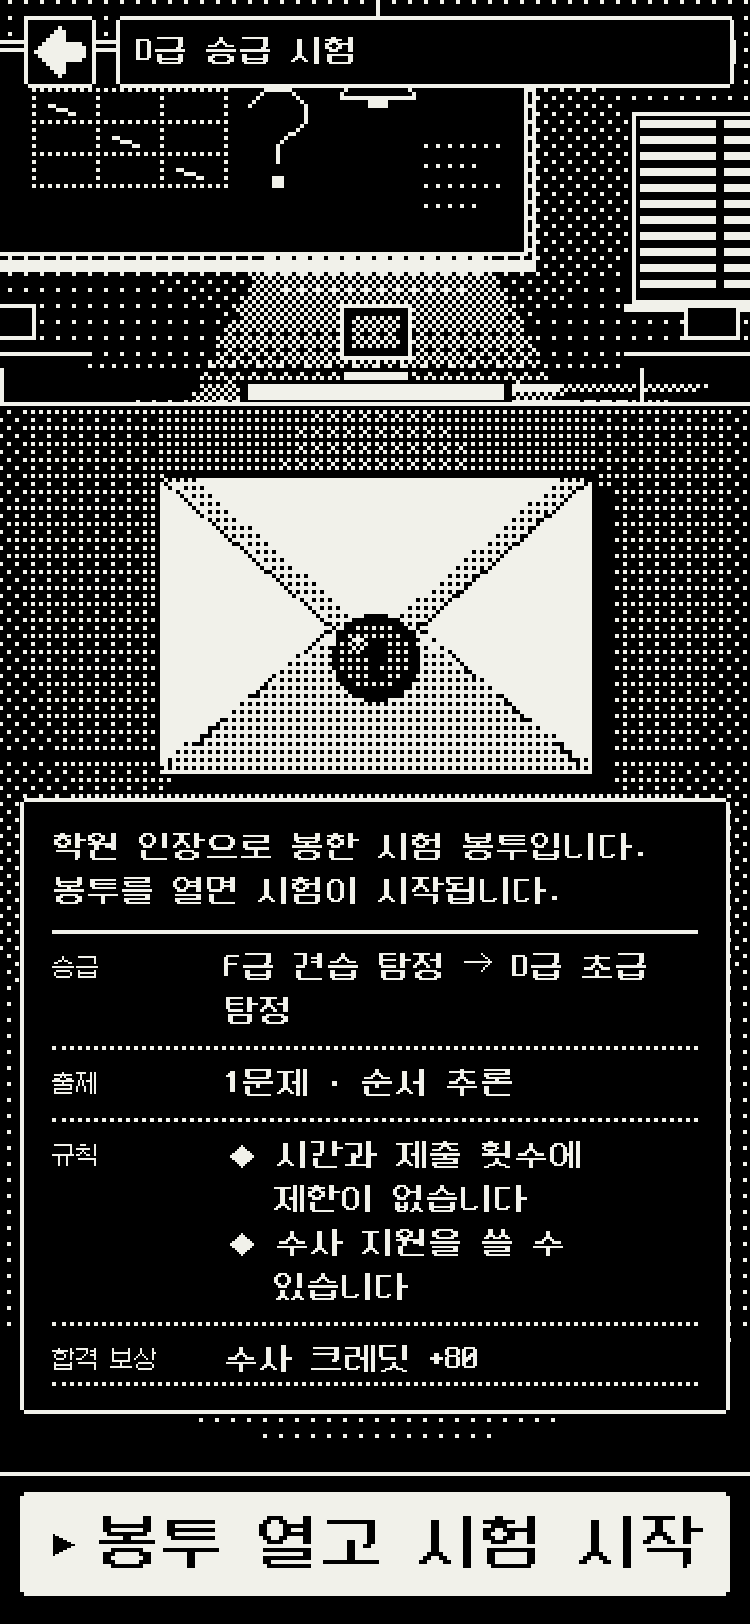 D급 승급 시험
?
학원 인장으로 봉한 시험 봉투입니다.
봉투를 열면 시험이 시작됩니다.
승급
F급 견습 탐정 → D급 초급
탐정
출제
1문제 · 순서 추론
규칙
◆ 시간과 제출 횟수에
제한이 없습니다
◆ 수사 지원을 쓸 수
있습니다
합격 보상
수사 크레딧 +80
▶ 봉투 열고 시험 시작